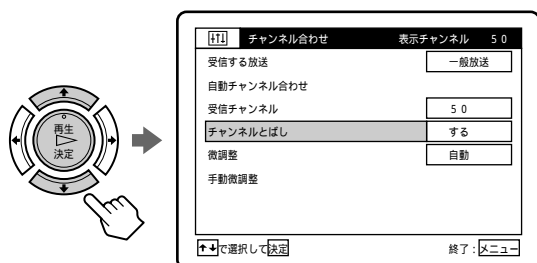 チャンネル合わせ 表示チャンネル 50
受信する放送 一般放送
自動チャンネル合わせ
受信チャンネル 50
チャンネルとばし する
微調整 自動
手動微調整
で選択して決定 終了:メニュー
再生
決定